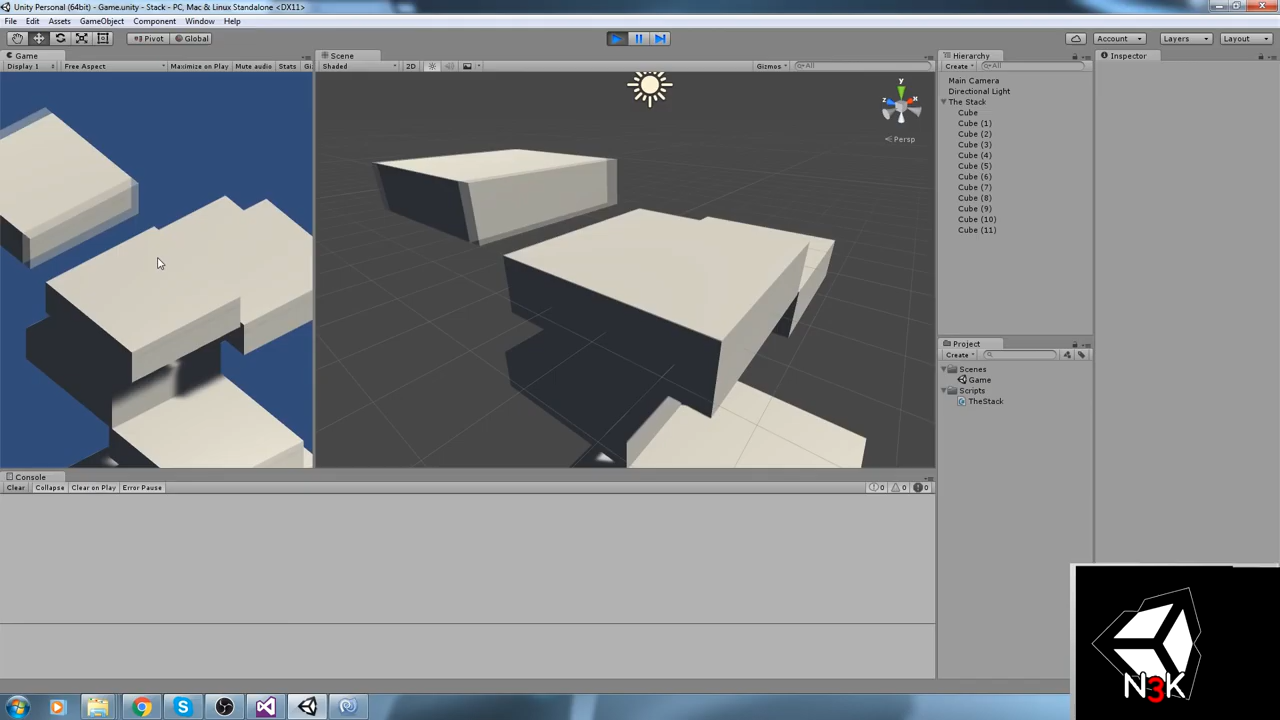 Unity Personal (64bit) - Game.unity - Stack - PC, Mac & Linux Standalone <DX11>
File Edit Assets GameObject Component Window Help
Pivot Global Account Layers Layout
Game Scene Hierarchy Inspector
Display 1 Free Aspect Maximize on Play Mute audio Stats Gi Shaded 2D Gizmos All Create All
Main Camera
Directional Light
The Stack
Cube
Cube (1)
Cube (2)
Cube (3)
Cube (4)
Cube (5)
Cube (6)
Cube (7)
Cube (8)
Cube (9)
Cube (10)
Cube (11)
y
z x
Persp
Project
Create
Scenes
Game
Scripts
TheStack
Console
Clear Collapse Clear on Play Error Pause 0 0 0
N3K